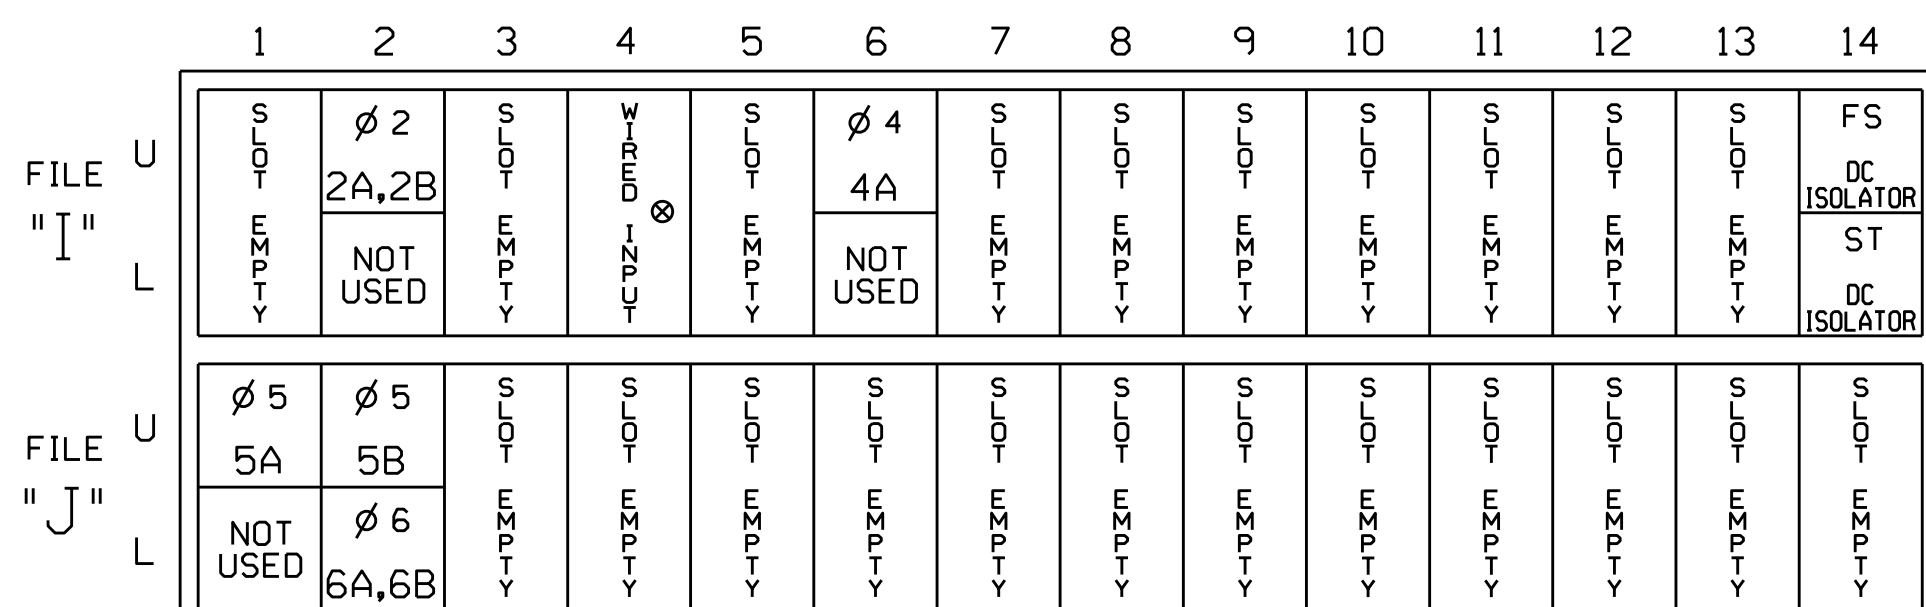 1 2 3 4 5 6 7 8 9 10 11 12 13 14
FILE "I"
U
L
SLOT EMPTY
ø 2
2A,2B
NOT USED
SLOT EMPTY
WIRED INPUT ⊗
SLOT EMPTY
ø 4
4A
NOT USED
SLOT EMPTY
SLOT EMPTY
SLOT EMPTY
SLOT EMPTY
SLOT EMPTY
SLOT EMPTY
SLOT EMPTY
FS
DC
ISOLATOR
ST
DC
ISOLATOR
FILE "J"
U
L
ø 5
5A
NOT USED
ø 5
5B
ø 6
6A,6B
SLOT EMPTY
SLOT EMPTY
SLOT EMPTY
SLOT EMPTY
SLOT EMPTY
SLOT EMPTY
SLOT EMPTY
SLOT EMPTY
SLOT EMPTY
SLOT EMPTY
SLOT EMPTY
SLOT EMPTY